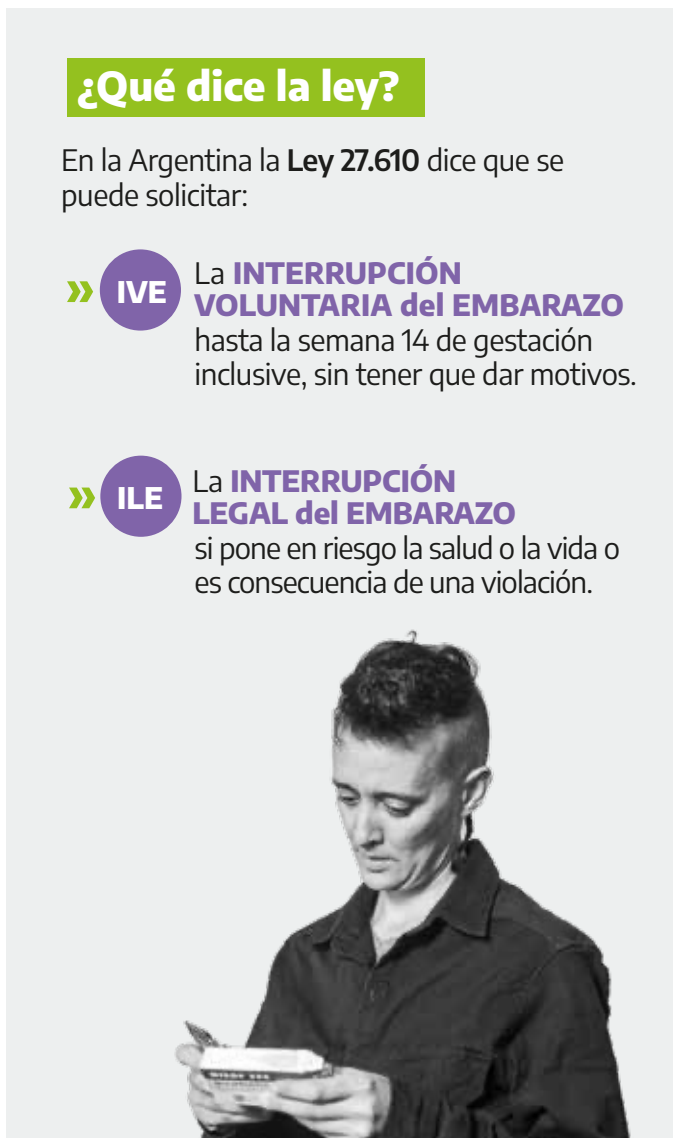 ¿Qué dice la ley?
En la Argentina la Ley 27.610 dice que se
puede solicitar:
» IVE La INTERRUPCIÓN
VOLUNTARIA del EMBARAZO
hasta la semana 14 de gestación
inclusive, sin tener que dar motivos.
» ILE La INTERRUPCIÓN
LEGAL del EMBARAZO
si pone en riesgo la salud o la vida o
es consecuencia de una violación.